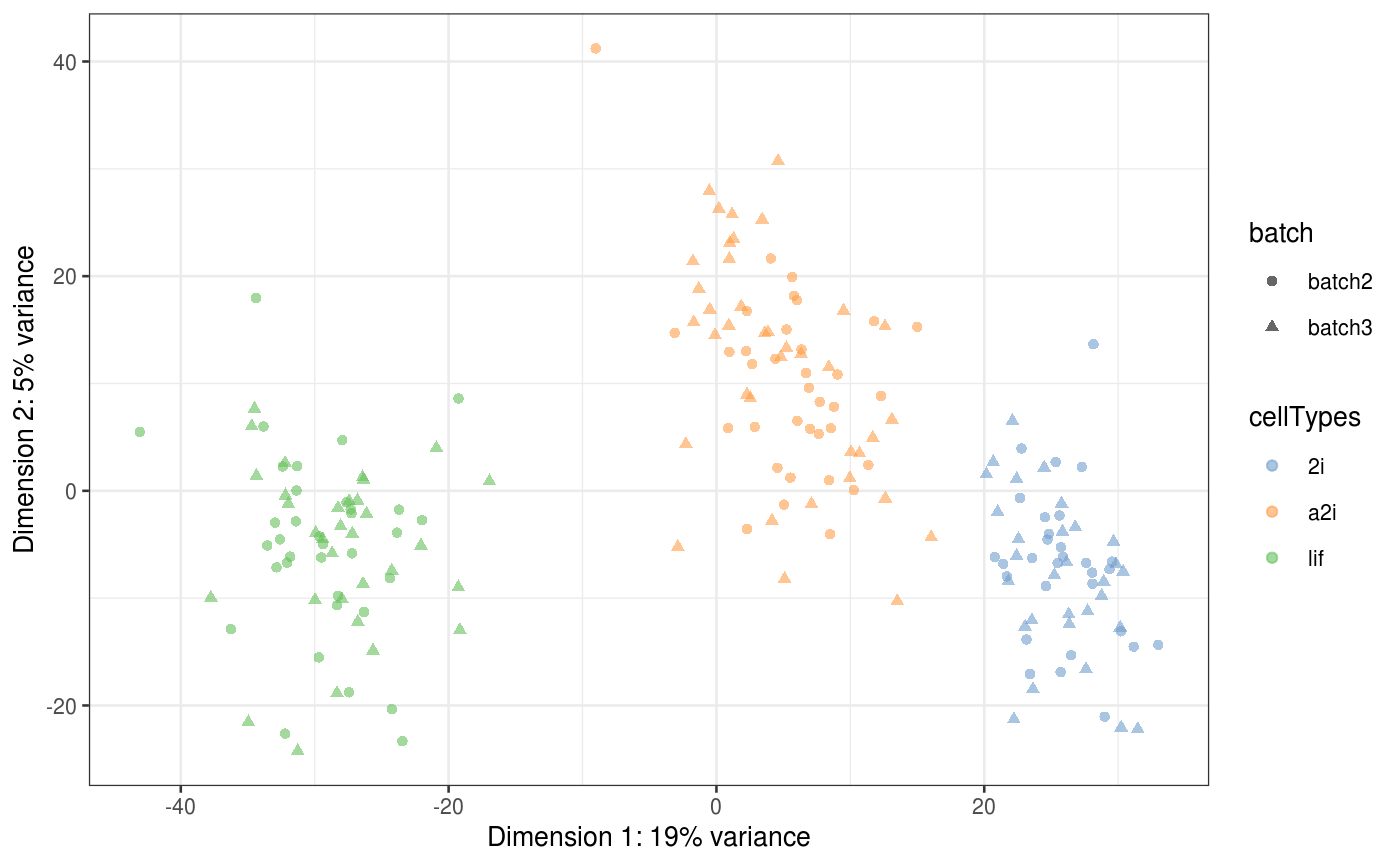 40
20
0
-20
-40
-20
0
20
Dimension 1: 19% variance
Dimension 2: 5% variance
batch
batch2
batch3
cellTypes
2i
a2i
lif